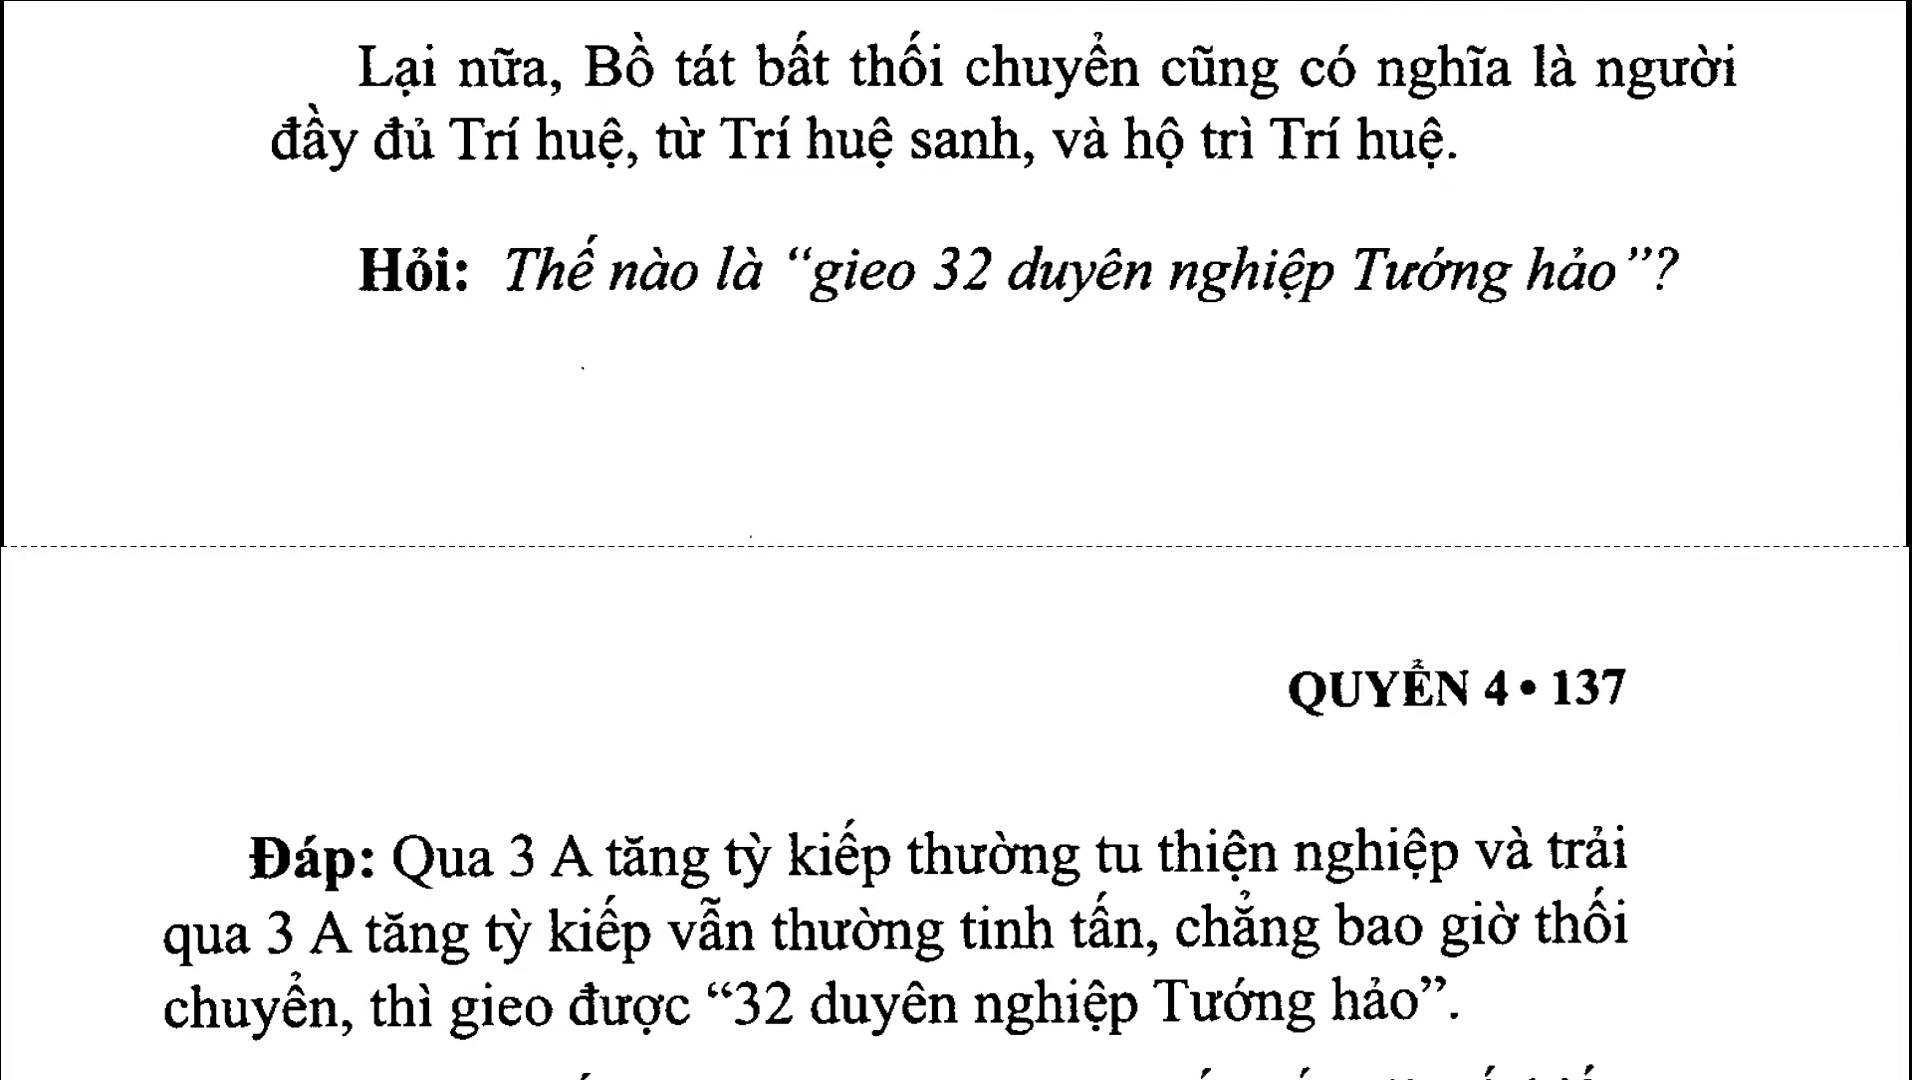 Lại nữa, Bồ tát bất thối chuyển cũng có nghĩa là người
đầy đủ Trí huệ, từ Trí huệ sanh, và hộ trì Trí huệ.
Hỏi: Thế nào là “gieo 32 duyên nghiệp Tướng hảo”?
QUYỂN 4 • 137
Đáp: Qua 3 A tăng tỳ kiếp thường tu thiện nghiệp và trải
qua 3 A tăng tỳ kiếp vẫn thường tinh tấn, chẳng bao giờ thối
chuyển, thì gieo được “32 duyên nghiệp Tướng hảo”.